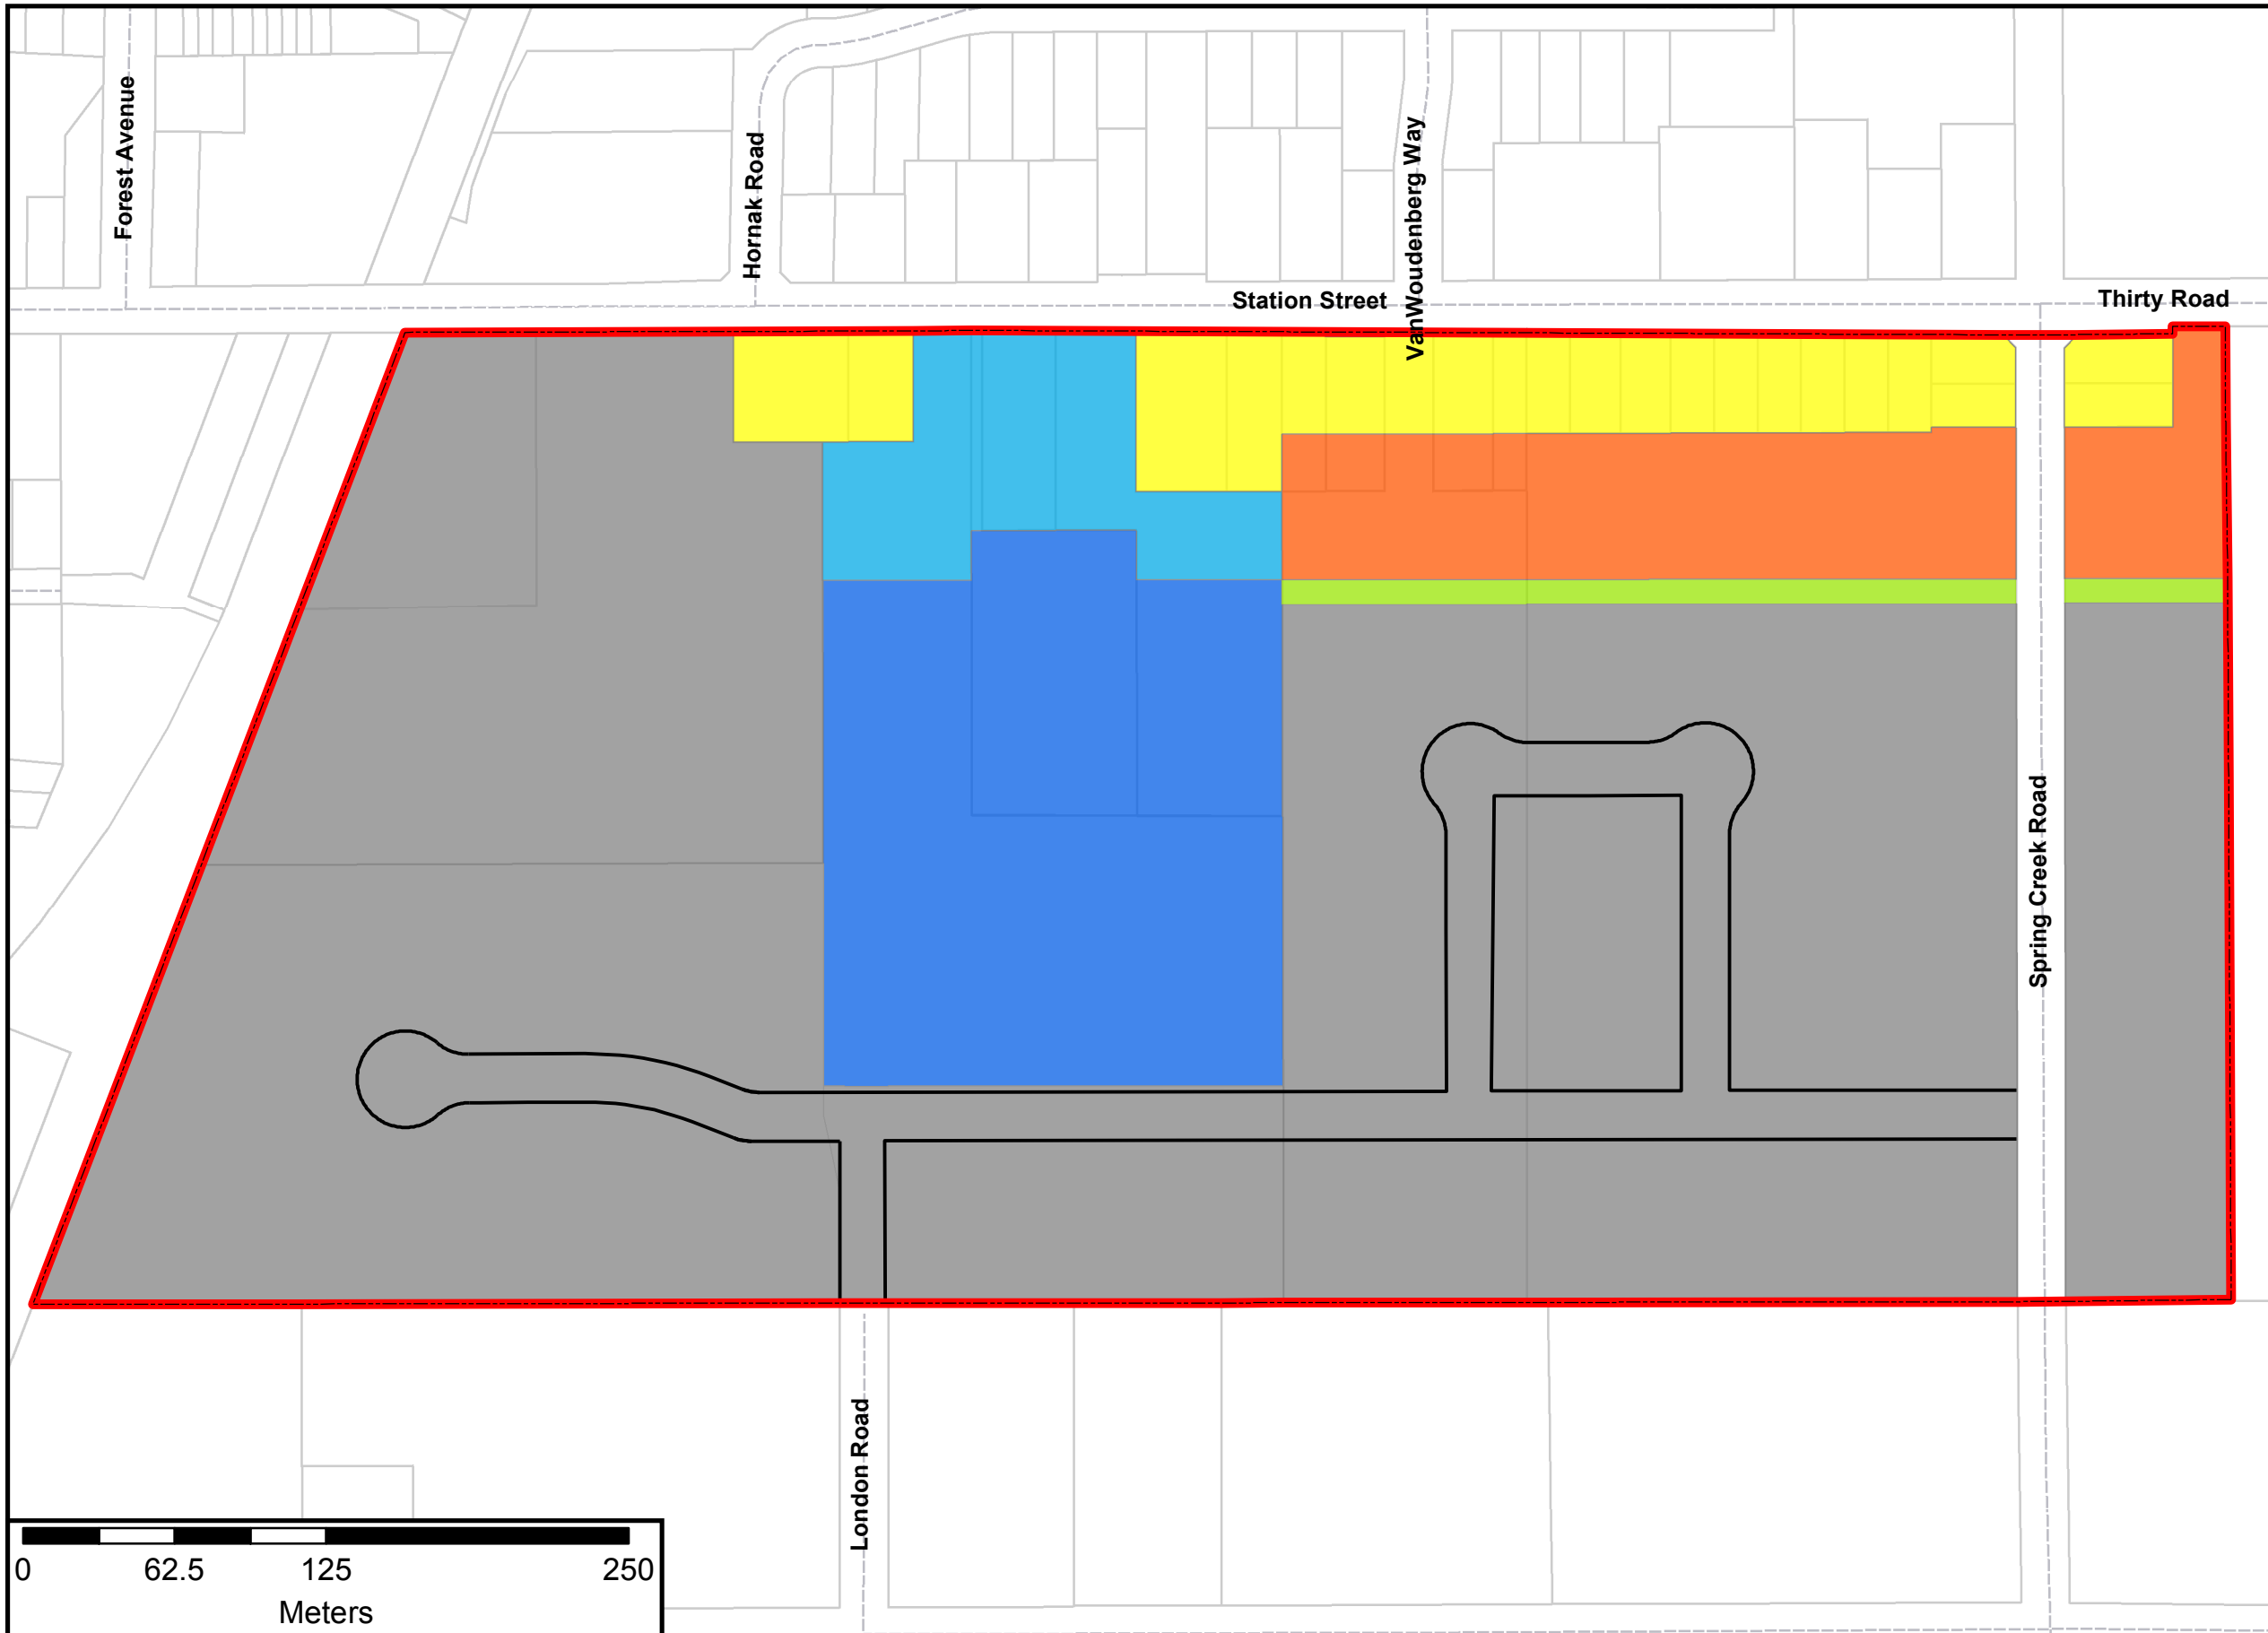 Forest Avenue
Hornak Road
VanWoudenberg Way
Station Street
Thirty Road
Spring Creek Road
London Road
0 62.5 125 250
Meters